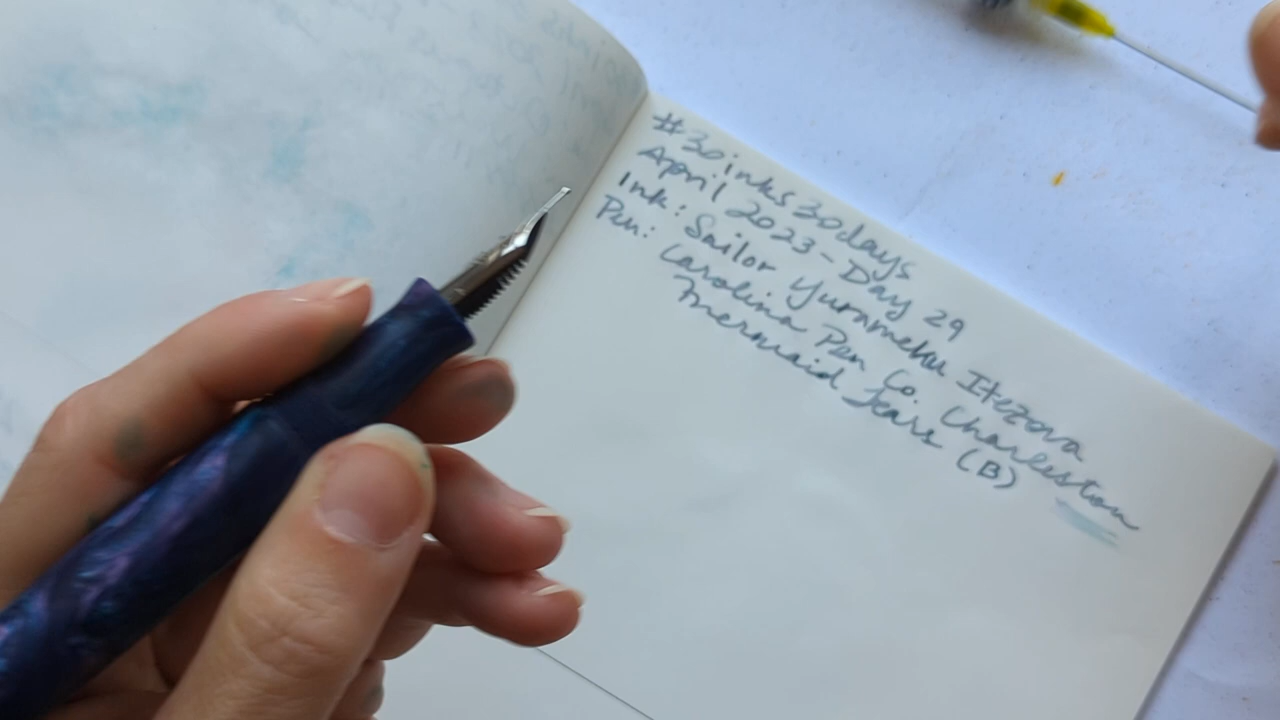 #30inks30days
April 2023 - Day 29
Ink: Sailor Yurameku Itezora
Pen: Carolina Pen Co. Charleston
Mermaid Tears (B)